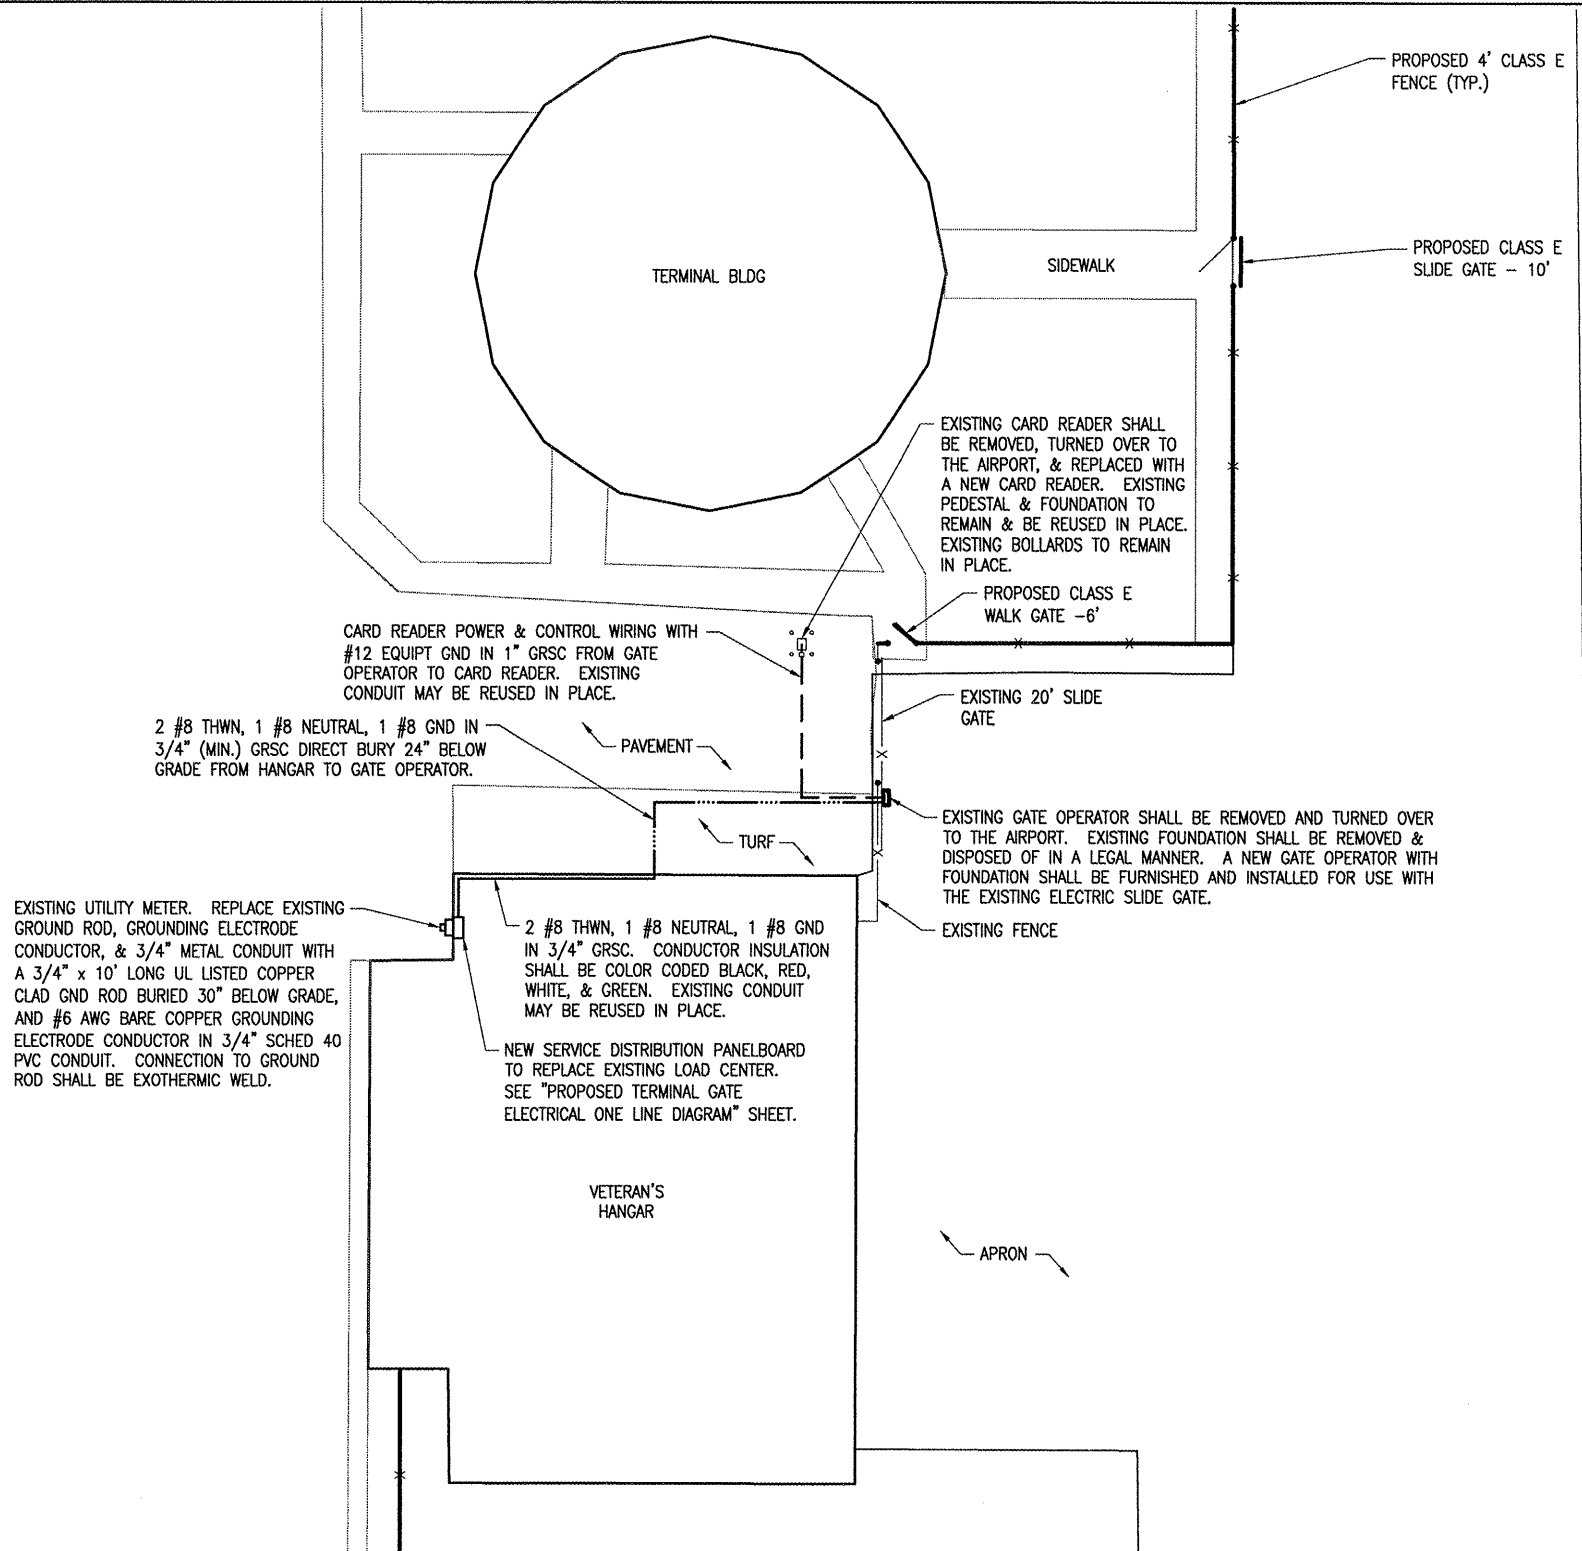 PROPOSED 4' CLASS E
FENCE (TYP.)
TERMINAL BLDG
SIDEWALK
PROPOSED CLASS E
SLIDE GATE - 10'
EXISTING CARD READER SHALL
BE REMOVED, TURNED OVER TO
THE AIRPORT, & REPLACED WITH
A NEW CARD READER. EXISTING
PEDESTAL & FOUNDATION TO
REMAIN & BE REUSED IN PLACE.
EXISTING BOLLARDS TO REMAIN
IN PLACE.
PROPOSED CLASS E
WALK GATE -6'
CARD READER POWER & CONTROL WIRING WITH
#12 EQUIPT GND IN 1" GRSC FROM GATE
OPERATOR TO CARD READER. EXISTING
CONDUIT MAY BE REUSED IN PLACE.
EXISTING 20' SLIDE
GATE
2 #8 THWN, 1 #8 NEUTRAL, 1 #8 GND IN
3/4" (MIN.) GRSC DIRECT BURY 24" BELOW
GRADE FROM HANGAR TO GATE OPERATOR.
PAVEMENT
TURF
EXISTING GATE OPERATOR SHALL BE REMOVED AND TURNED OVER
TO THE AIRPORT. EXISTING FOUNDATION SHALL BE REMOVED &
DISPOSED OF IN A LEGAL MANNER. A NEW GATE OPERATOR WITH
FOUNDATION SHALL BE FURNISHED AND INSTALLED FOR USE WITH
THE EXISTING ELECTRIC SLIDE GATE.
EXISTING FENCE
EXISTING UTILITY METER. REPLACE EXISTING
GROUND ROD, GROUNDING ELECTRODE
CONDUCTOR, & 3/4" METAL CONDUIT WITH
A 3/4" x 10' LONG UL LISTED COPPER
CLAD GND ROD BURIED 30" BELOW GRADE,
AND #6 AWG BARE COPPER GROUNDING
ELECTRODE CONDUCTOR IN 3/4" SCHED 40
PVC CONDUIT. CONNECTION TO GROUND
ROD SHALL BE EXOTHERMIC WELD.
2 #8 THWN, 1 #8 NEUTRAL, 1 #8 GND
IN 3/4" GRSC. CONDUCTOR INSULATION
SHALL BE COLOR CODED BLACK, RED,
WHITE, & GREEN. EXISTING CONDUIT
MAY BE REUSED IN PLACE.
NEW SERVICE DISTRIBUTION PANELBOARD
TO REPLACE EXISTING LOAD CENTER.
SEE "PROPOSED TERMINAL GATE
ELECTRICAL ONE LINE DIAGRAM" SHEET.
VETERAN'S
HANGAR
APRON